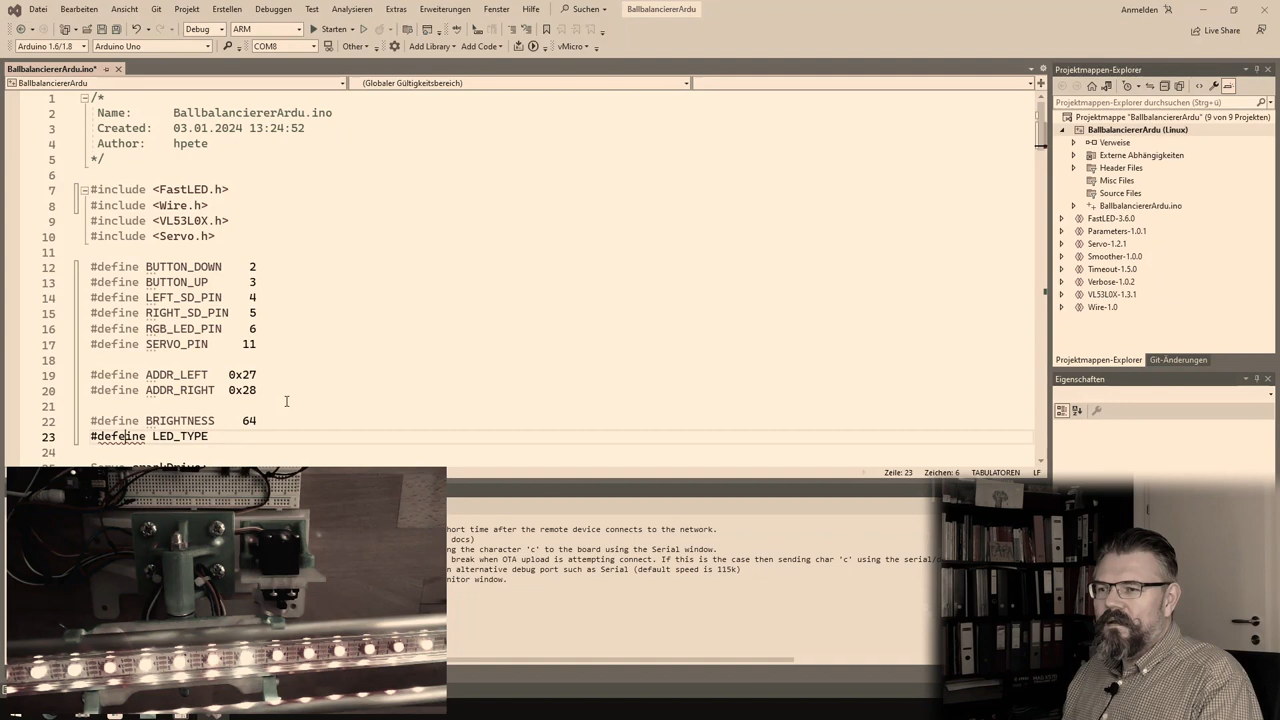 Datei Bearbeiten Ansicht Git Projekt Erstellen Debuggen Test Analysieren Extras Erweiterungen Fenster Hilfe Suchen BallbalanciererArdu Anmelden
Debug ARM Starten Live Share
Arduino 1.6/1.8 Arduino Uno COM8 Other Add Library Add Code vMicro
BallbalanciererArdu.ino*
BallbalanciererArdu (Globaler Gültigkeitsbereich)
1 /*
2 Name: BallbalanciererArdu.ino
3 Created: 03.01.2024 13:24:52
4 Author: hpete
5 */
6
7 #include <FastLED.h>
8 #include <Wire.h>
9 #include <VL53L0X.h>
10 #include <Servo.h>
11
12 #define BUTTON_DOWN 2
13 #define BUTTON_UP 3
14 #define LEFT_SD_PIN 4
15 #define RIGHT_SD_PIN 5
16 #define RGB_LED_PIN 6
17 #define SERVO_PIN 11
18
19 #define ADDR_LEFT 0x27
20 #define ADDR_RIGHT 0x28
21
22 #define BRIGHTNESS 64
23 #defeine LED_TYPE
24
Zeile: 23 Zeichen: 6 TABULATOREN LF
Projektmappen-Explorer
Projektmappen-Explorer durchsuchen (Strg+ü)
Projektmappe "BallbalanciererArdu" (9 von 9 Projekten)
BallbalanciererArdu (Linux)
Verweise
Externe Abhängigkeiten
Header Files
Misc Files
Source Files
BallbalanciererArdu.ino
FastLED-3.6.0
Parameters-1.0.1
Servo-1.2.1
Smoother-1.0.0
Timeout-1.5.0
Verbose-1.0.2
VL53L0X-1.3.1
Wire-1.0
Projektmappen-Explorer Git-Änderungen
Eigenschaften
hort time after the remote device connects to the network.
docs)
ng the character 'c' to the board using the Serial window.
break when OTA upload is attempting connect. If this is the case then sending char 'c' using the serial/
n alternative debug port such as Serial (default speed is 115k)
nitor window.